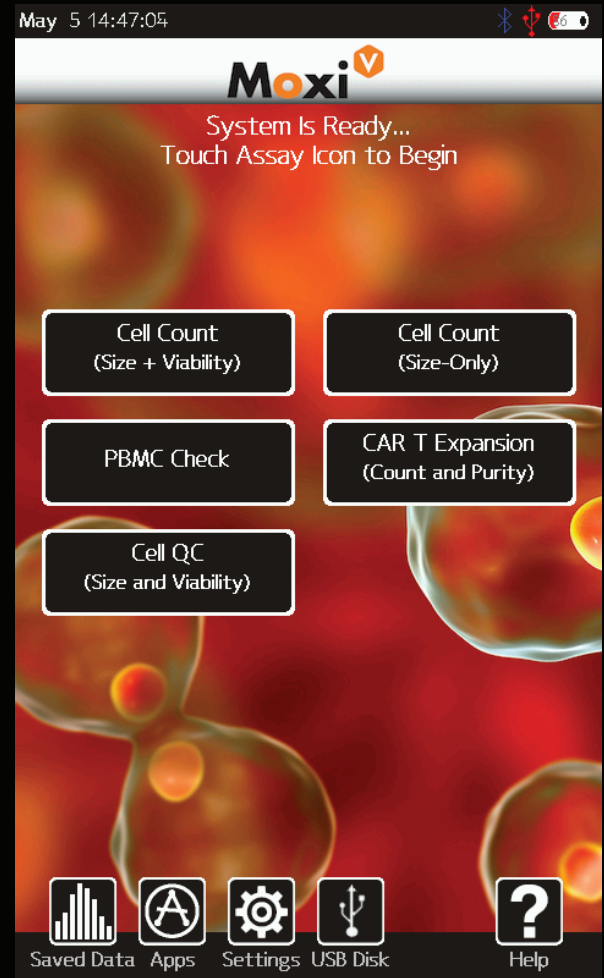 May 5 14:47:05
36
Moxi V
System Is Ready...
Touch Assay Icon to Begin
Cell Count
(Size + Viability)
Cell Count
(Size-Only)
PBMC Check
CAR T Expansion
(Count and Purity)
Cell QC
(Size and Viability)
Saved Data
Apps
Settings
USB Disk
?
Help